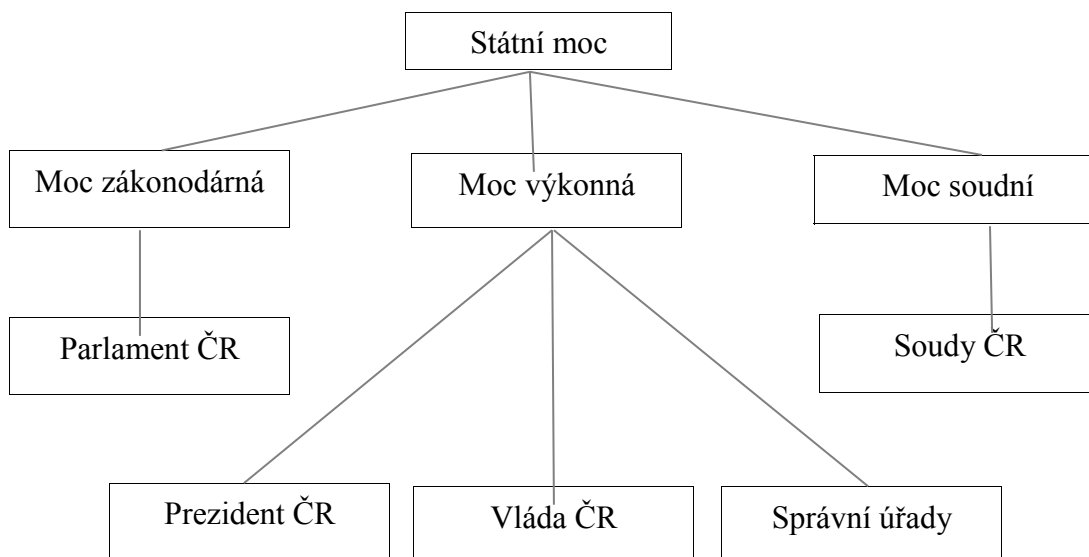 Státní moc
Moc zákonodárná
Moc výkonná
Moc soudní
Parlament ČR
Soudy ČR
Prezident ČR
Vláda ČR
Správní úřady